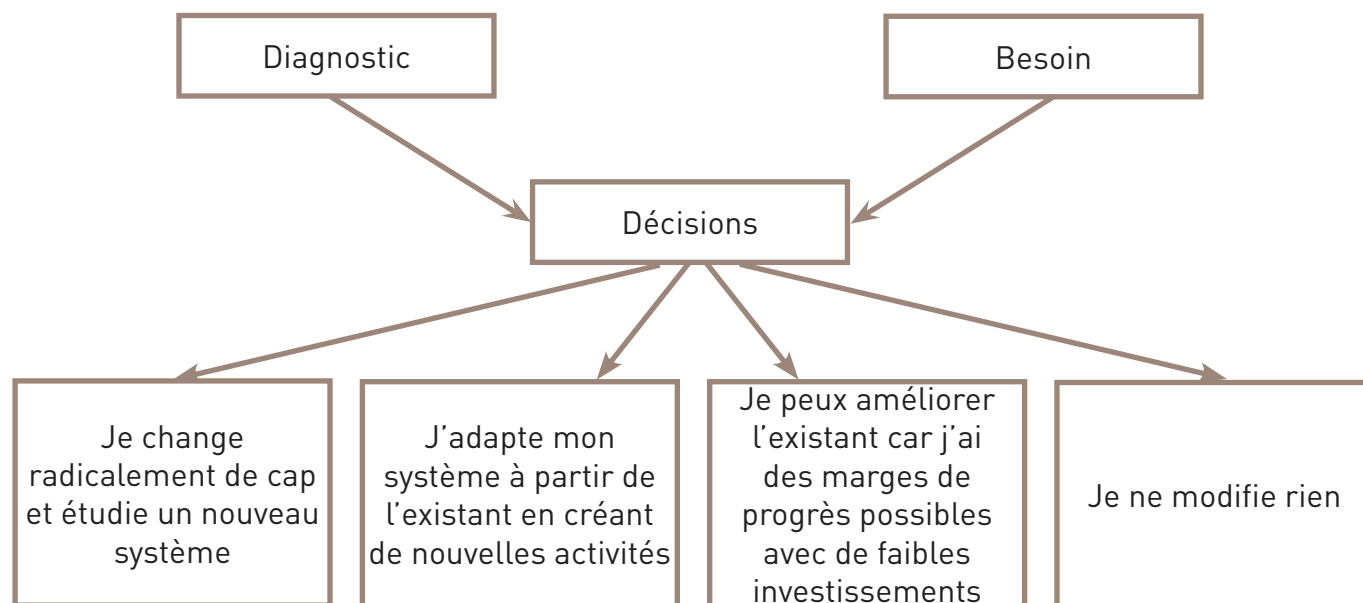 Diagnostic
Besoin
Décisions
Je change
radicalement de cap
et étudie un nouveau
système
J’adapte mon
système à partir de
l’existant en créant
de nouvelles activités
Je peux améliorer
l’existant car j’ai
des marges de
progrès possibles
avec de faibles
investissements
Je ne modifie rien